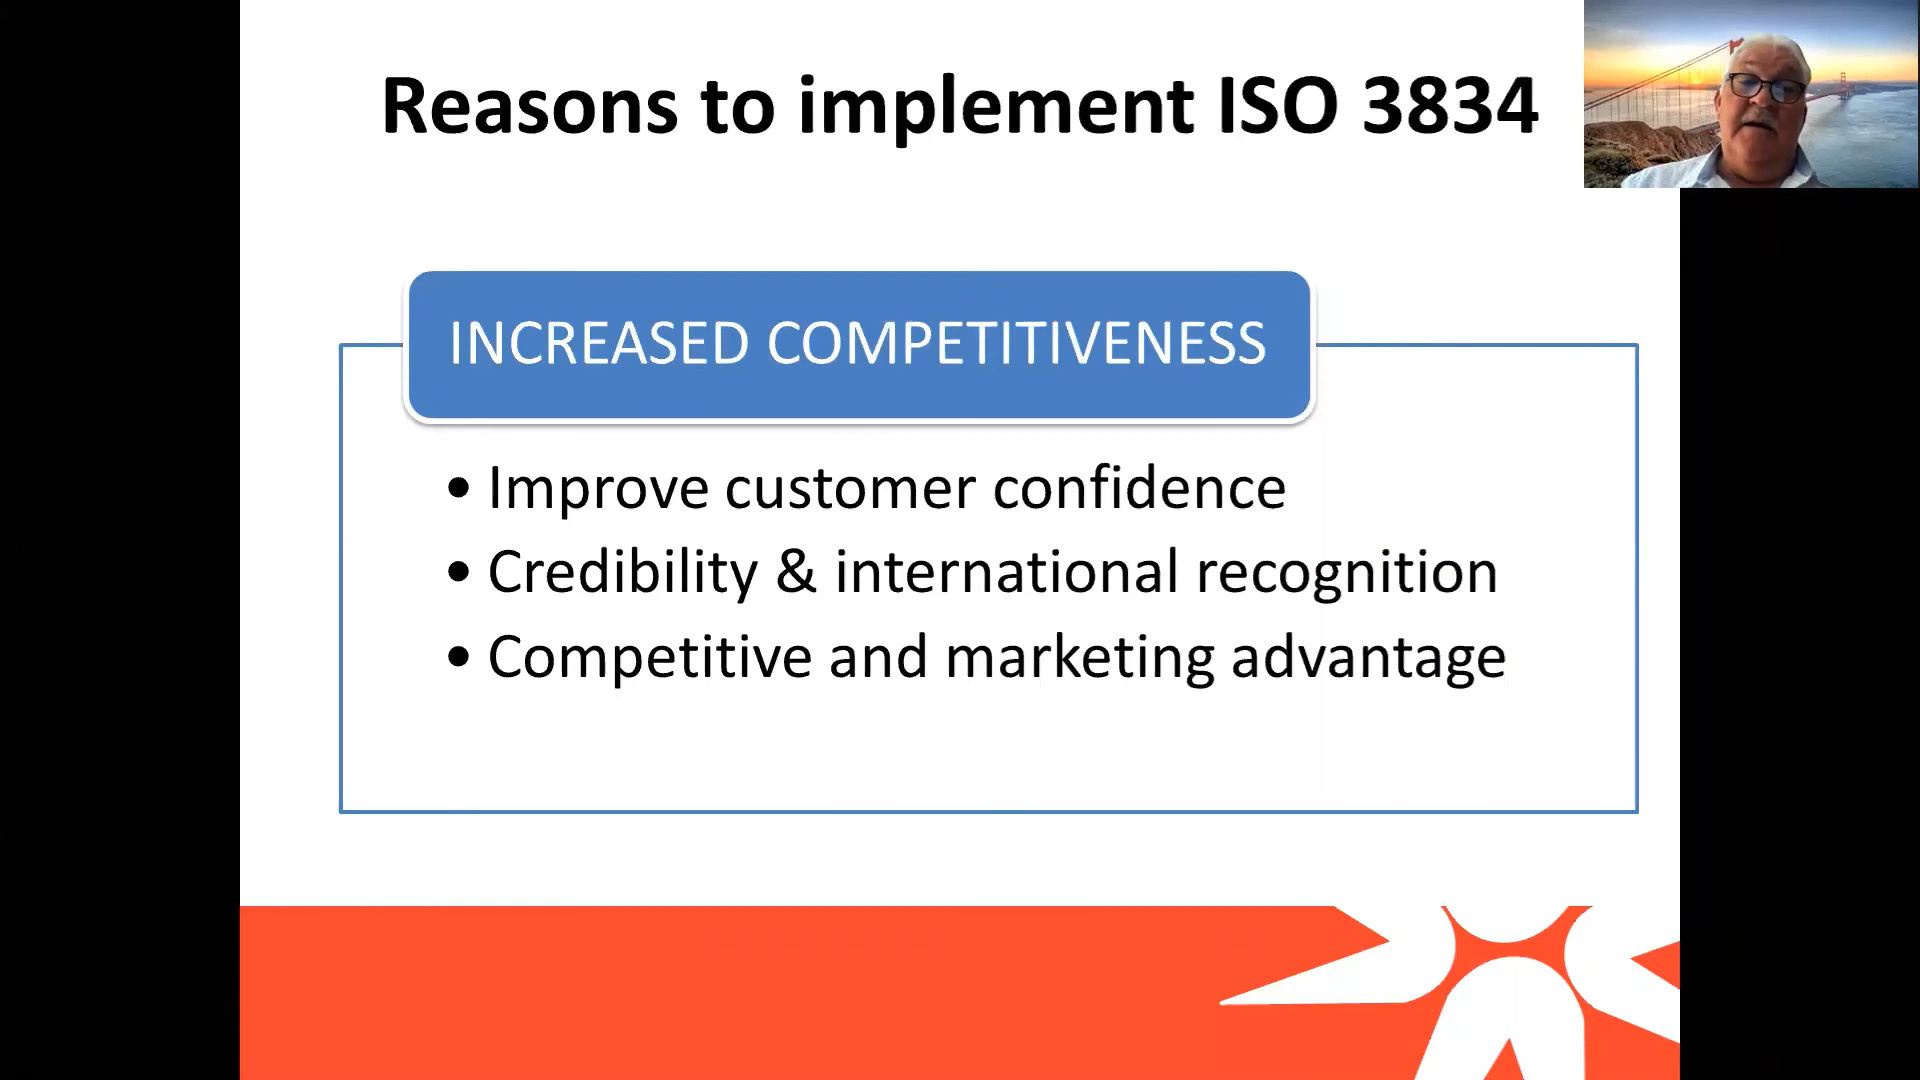 Reasons to implement ISO 3834
INCREASED COMPETITIVENESS
• Improve customer confidence
• Credibility & international recognition
• Competitive and marketing advantage